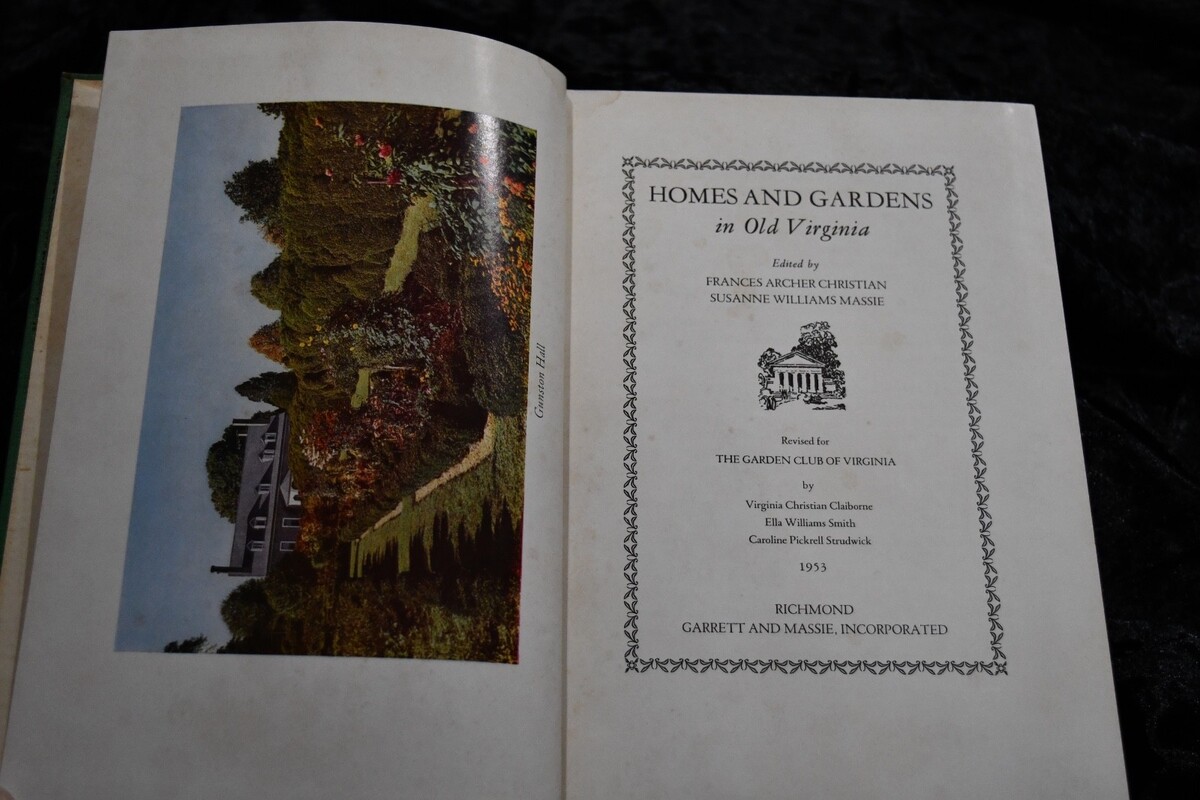 Gunston Hall
HOMES AND GARDENS
in Old Virginia
Edited by
FRANCES ARCHER CHRISTIAN
SUSANNE WILLIAMS MASSIE
Revised for
THE GARDEN CLUB OF VIRGINIA
by
Virginia Christian Claiborne
Ella Williams Smith
Caroline Pickrell Strudwick
1953
RICHMOND
GARRETT AND MASSIE, INCORPORATED